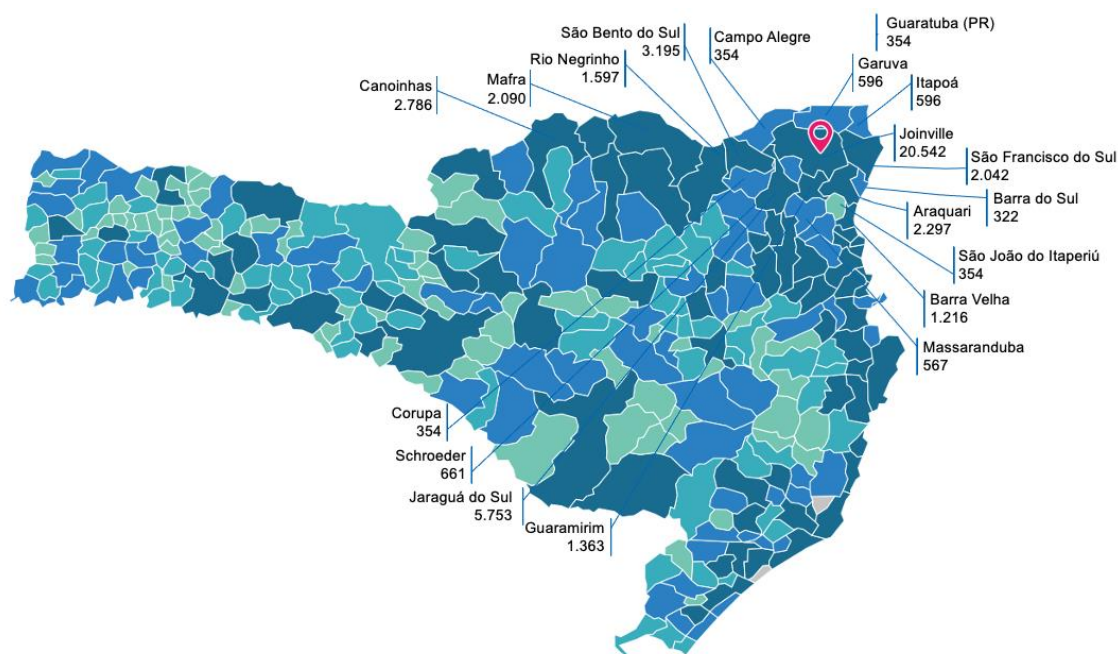 Guaratuba (PR)
354
São Bento do Sul
3.195
Campo Alegre
354
Rio Negrinho
1.597
Garuva
596
Mafra
2.090
Itapoá
596
Canoinhas
2.786
Joinville
20.542
São Francisco do Sul
2.042
Barra do Sul
322
Araquari
2.297
São João do Itaperiú
354
Barra Velha
1.216
Massaranduba
567
Corupa
354
Schroeder
661
Jaraguá do Sul
5.753
Guaramirim
1.363